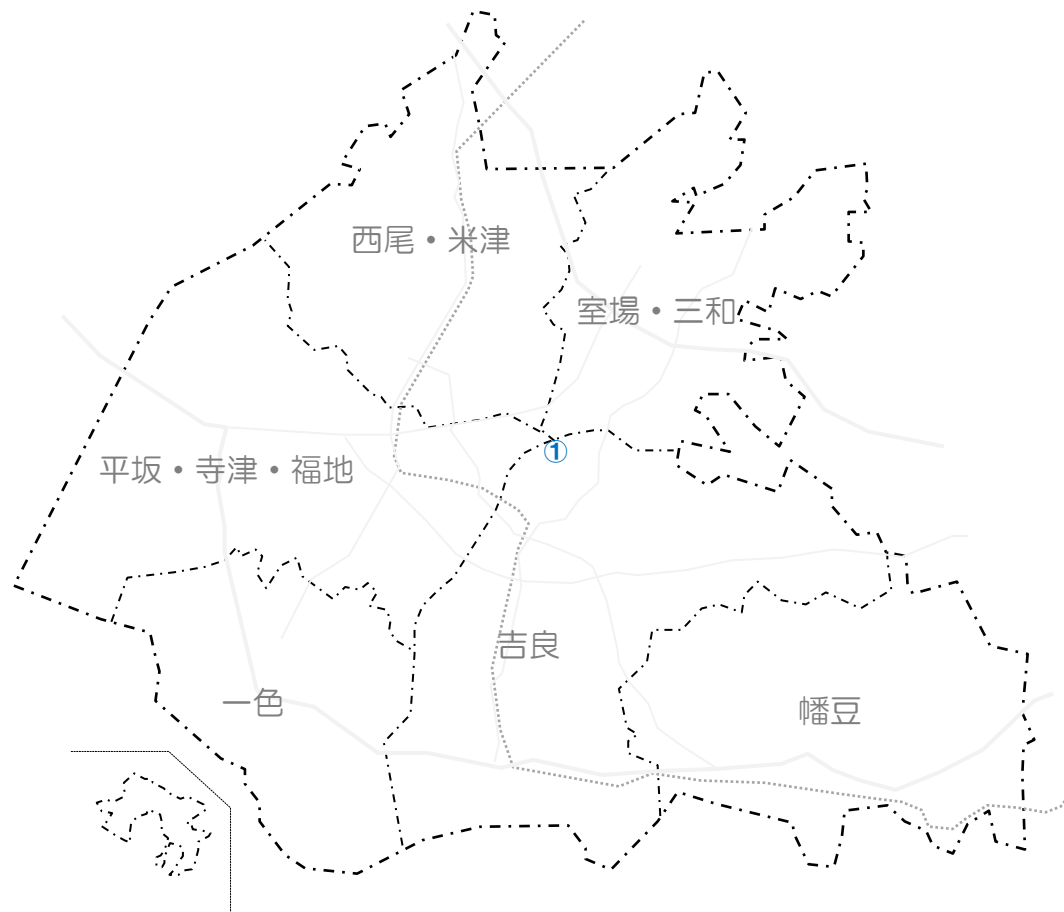 西尾・米津
室場・三和
①
平坂・寺津・福地
吉良
一色
幡豆